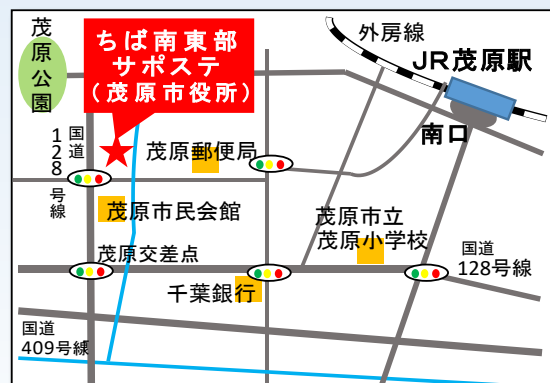 茂原公園
ちば南東部
サポステ
(茂原市役所)
外房線
JR茂原駅
南口
国道
128
号線
茂原郵便局
茂原市民会館
茂原市立
茂原小学校
茂原交差点
国道
128号線
千葉銀行
国道
409号線